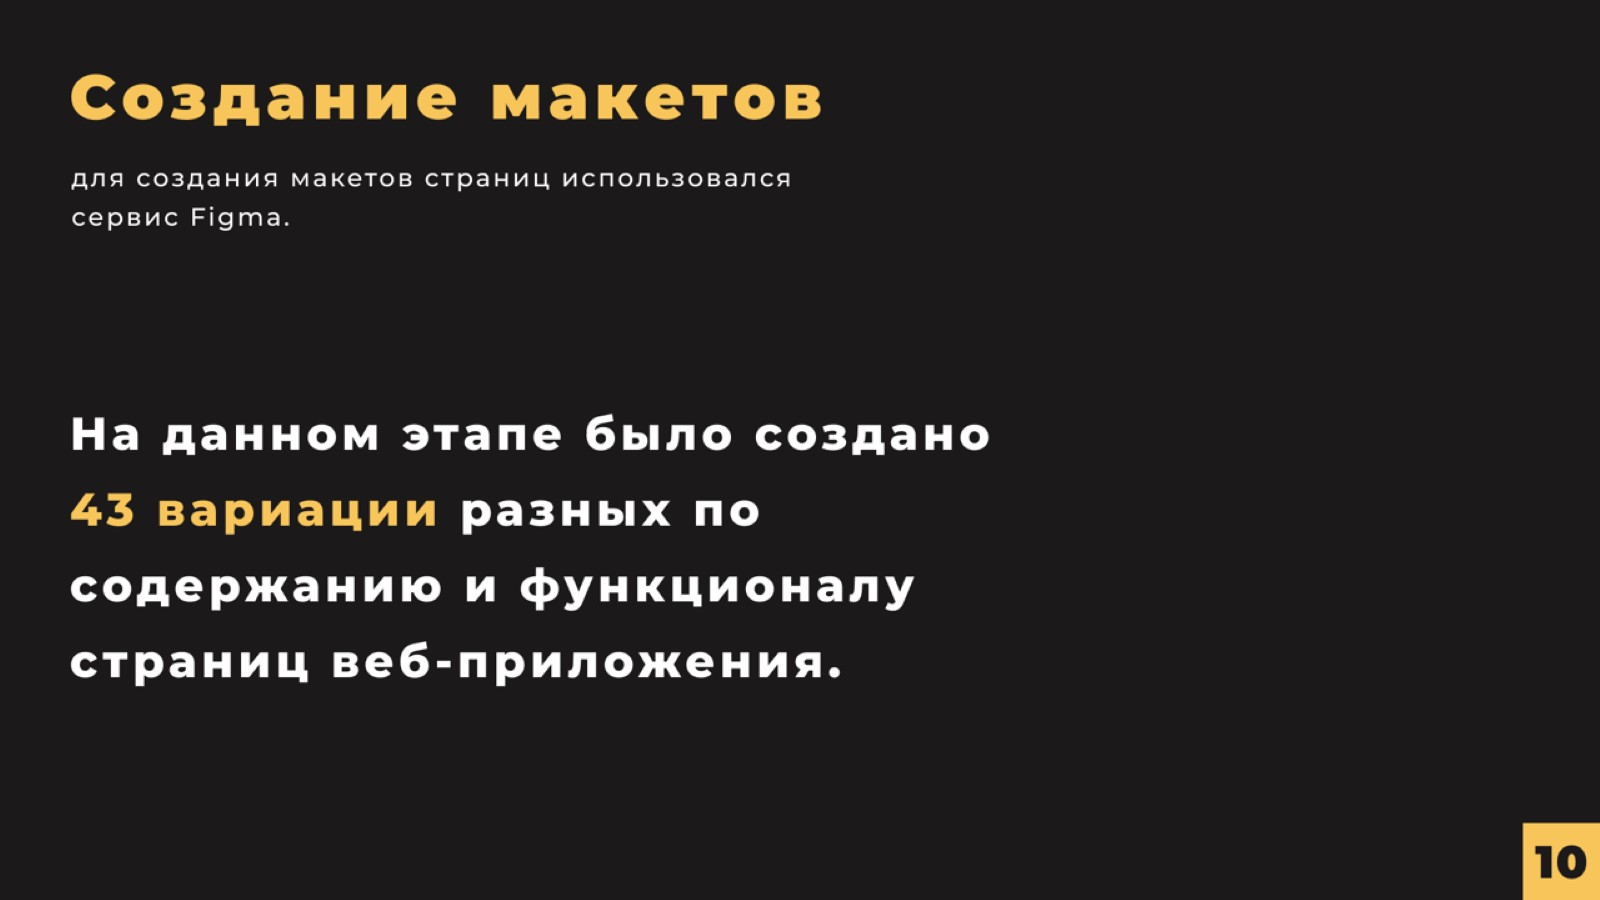 Создание макетов
для создания макетов страниц использовался
сервис Figma.
На данном этапе было создано
43 вариации разных по
содержанию и функционалу
страниц веб-приложения.
10